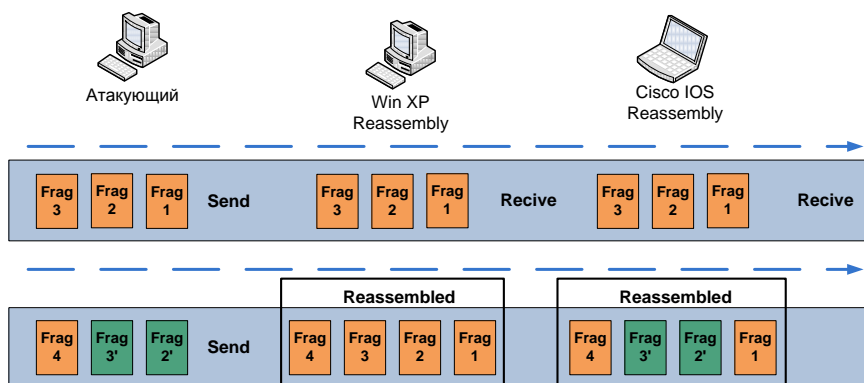 Атакующий
Win XP
Reassembly
Cisco IOS
Reassembly
Frag
3
Frag
2
Frag
1
Send
Frag
3
Frag
2
Frag
1
Recive
Frag
3
Frag
2
Frag
1
Recive
Reassembled
Reassembled
Frag
4
Frag
3'
Frag
2'
Send
Frag
4
Frag
3
Frag
2
Frag
1
Frag
4
Frag
3'
Frag
2'
Frag
1